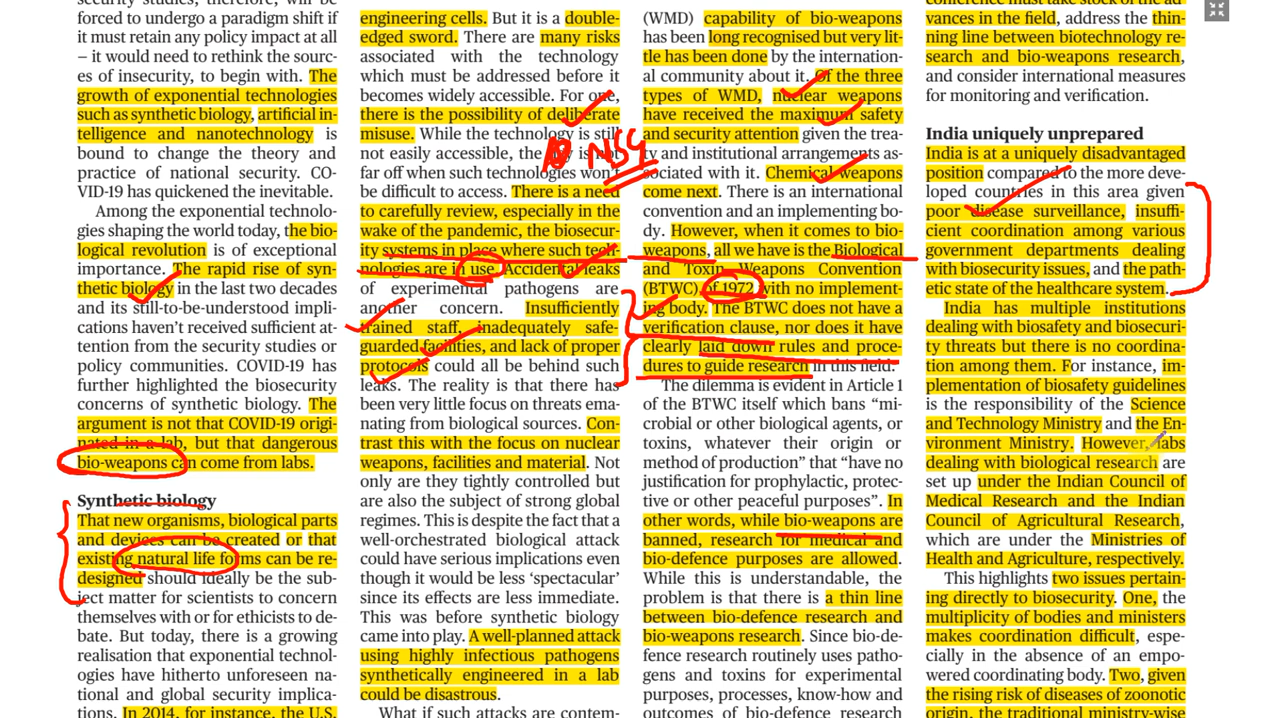 security studies, therefore, will be
forced to undergo a paradigm shift if
it must retain any policy impact at all
– it would need to rethink the sourc-
es of insecurity, to begin with. The
growth of exponential technologies
such as synthetic biology, artificial in-
telligence and nanotechnology is
bound to change the theory and
practice of national security. CO-
VID-19 has quickened the inevitable.
Among the exponential technolo-
gies shaping the world today, the bio-
logical revolution is of exceptional
importance. The rapid rise of syn-
thetic biology in the last two decades
and its still-to-be-understood impli-
cations haven't received sufficient at-
tention from the security studies or
policy communities. COVID-19 has
further highlighted the biosecurity
concerns of synthetic biology. The
argument is not that COVID-19 origi-
nated in a lab, but that dangerous
bio-weapons can come from labs.
Synthetic biology
That new organisms, biological parts
and devices can be created or that
existing natural life forms can be re-
designed should ideally be the sub-
ject matter for scientists to concern
themselves with or for ethicists to de-
bate. But today, there is a growing
realisation that exponential technol-
ogies have hitherto unforeseen na-
tional and global security implica-
tions. In 2014, for instance, the U.S.
engineering cells. But it is a double-
edged sword. There are many risks
associated with the technology
which must be addressed before it
becomes widely accessible. For one,
there is the possibility of deliberate
misuse. While the technology is still
not easily accessible, the day is not
far off when such technologies won't
be difficult to access. There is a need
to carefully review, especially in the
wake of the pandemic, the biosecur-
ity systems in place where such tech-
nologies are in use. Accidental leaks
of experimental pathogens are
another concern. Insufficiently
trained staff, inadequately safe-
guarded facilities, and lack of proper
protocols could all be behind such
leaks. The reality is that there has
been very little focus on threats ema-
nating from biological sources. Con-
trast this with the focus on nuclear
weapons, facilities and material. Not
only are they tightly controlled but
are also the subject of strong global
regimes. This is despite the fact that a
well-orchestrated biological attack
could have serious implications even
though it would be less ‘spectacular’
since its effects are less immediate.
This was before synthetic biology
came into play. A well-planned attack
using highly infectious pathogens
synthetically engineered in a lab
could be disastrous.
What if such attacks are contem-
(WMD) capability of bio-weapons
has been long recognised but very lit-
tle has been done by the internation-
al community about it. Of the three
types of WMD, nuclear weapons
have received the maximum safety
and security attention given the trea-
ty and institutional arrangements as-
sociated with it. Chemical weapons
come next. There is an international
convention and an implementing bo-
dy. However, when it comes to bio-
weapons, all we have is the Biological
and Toxin Weapons Convention
(BTWC) of 1972 with no implement-
ing body. The BTWC does not have a
verification clause, nor does it have
clearly laid down rules and proce-
dures to guide research in this field.
The dilemma is evident in Article 1
of the BTWC itself which bans “mi-
crobial or other biological agents, or
toxins, whatever their origin or
method of production” that “have no
justification for prophylactic, protec-
tive or other peaceful purposes”. In
other words, while bio-weapons are
banned, research for medical and
bio-defence purposes are allowed.
While this is understandable, the
problem is that there is a thin line
between bio-defence research and
bio-weapons research. Since bio-de-
fence research routinely uses patho-
gens and toxins for experimental
purposes, processes, know-how and
outcomes of bio-defence research
conference must take stock of the ad-
vances in the field, address the thin-
ning line between biotechnology re-
search and bio-weapons research,
and consider international measures
for monitoring and verification.
India uniquely unprepared
India is at a uniquely disadvantaged
position compared to the more deve-
loped countries in this area given
poor disease surveillance, insuffi-
cient coordination among various
government departments dealing
with biosecurity issues, and the path-
etic state of the healthcare system.
India has multiple institutions
dealing with biosafety and biosecuri-
ty threats but there is no coordina-
tion among them. For instance, im-
plementation of biosafety guidelines
is the responsibility of the Science
and Technology Ministry and the En-
vironment Ministry. However, labs
dealing with biological research are
set up under the Indian Council of
Medical Research and the Indian
Council of Agricultural Research,
which are under the Ministries of
Health and Agriculture, respectively.
This highlights two issues pertain-
ing directly to biosecurity. One, the
multiplicity of bodies and ministers
makes coordination difficult, espe-
cially in the absence of an empo-
wered coordinating body. Two, given
the rising risk of diseases of zoonotic
origin, the traditional ministry-wise